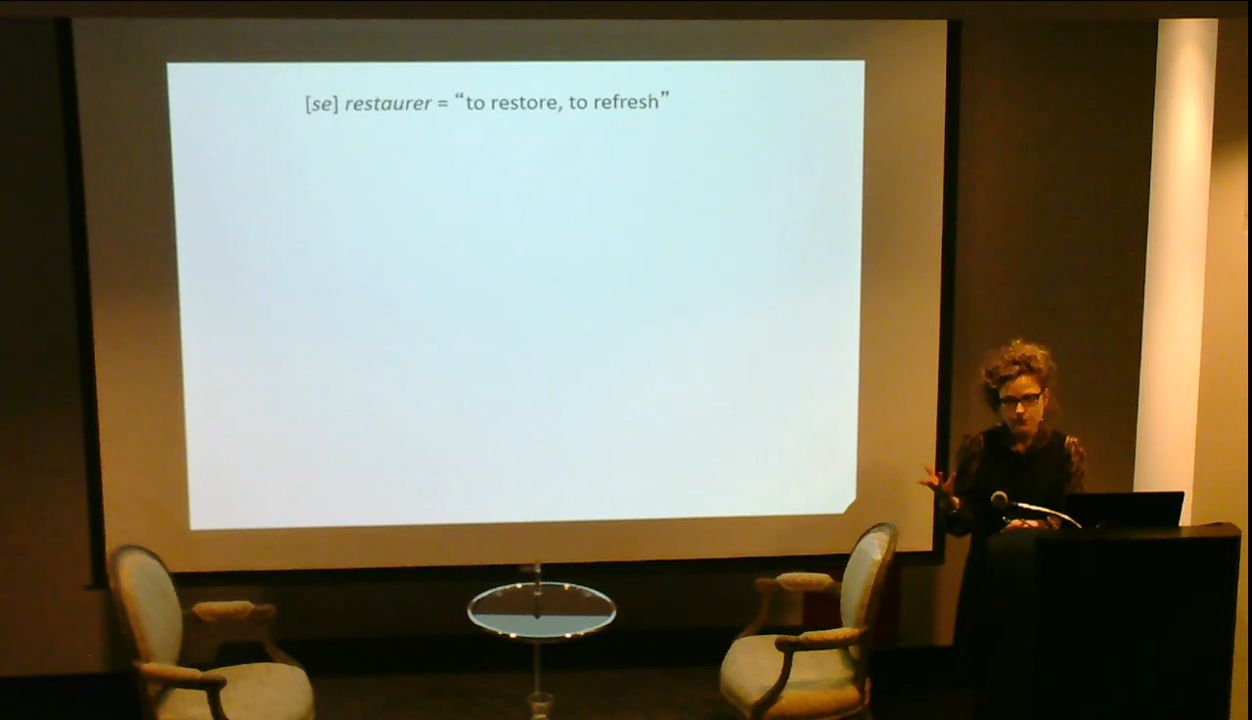 [se] restaurer = “to restore, to refresh”